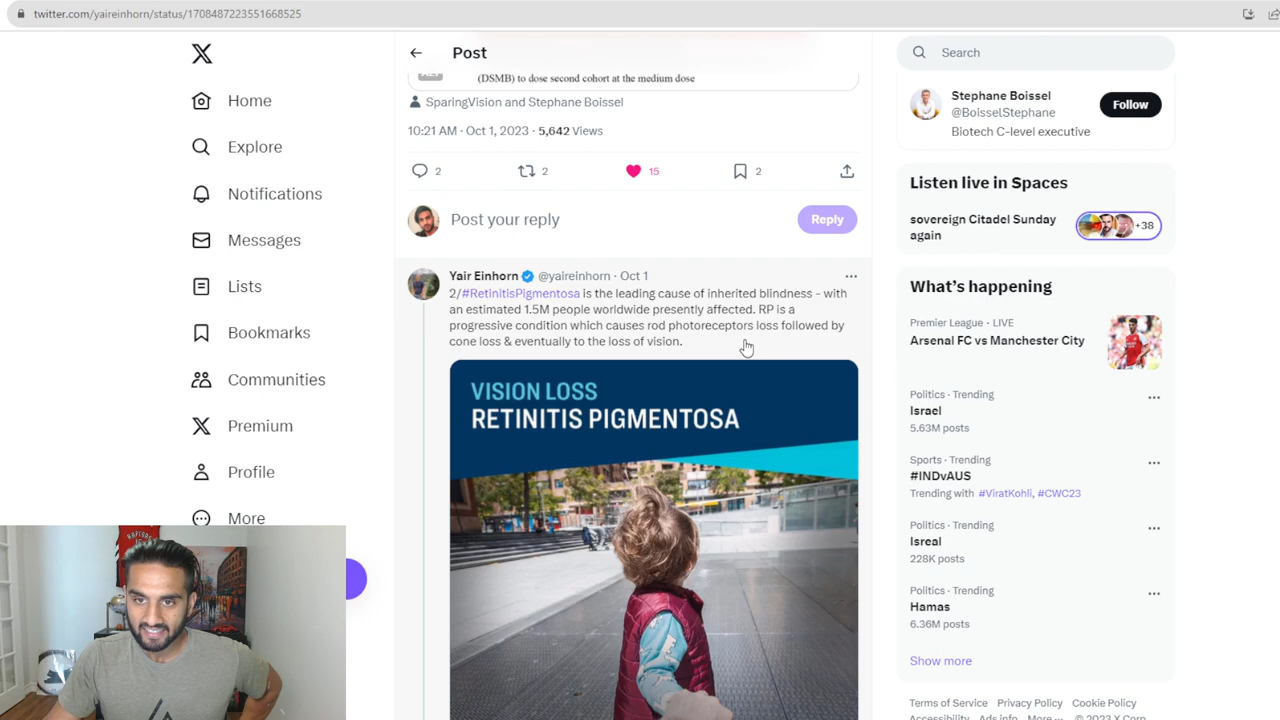 twitter.com/yaireinhorn/status/1708487223551668525
Home
Explore
Notifications
Messages
Lists
Bookmarks
Communities
Premium
Profile
More
Post
ALT
(DSMB) to dose second cohort at the medium dose
SparingVision and Stephane Boissel
10:21 AM · Oct 1, 2023 · 5,642 Views
2
2
15
2
Post your reply
Reply
Yair Einhorn @yaireinhorn · Oct 1
2/#RetinitisPigmentosa is the leading cause of inherited blindness - with
an estimated 1.5M people worldwide presently affected. RP is a
progressive condition which causes rod photoreceptors loss followed by
cone loss & eventually to the loss of vision.
VISION LOSS
RETINITIS PIGMENTOSA
Search
Stephane Boissel
@BoisselStephane
Biotech C-level executive
Follow
Listen live in Spaces
sovereign Citadel Sunday
again
+38
What's happening
Premier League · LIVE
Arsenal FC vs Manchester City
Politics · Trending
Israel
5.63M posts
Sports · Trending
#INDvAUS
Trending with #ViratKohli, #CWC23
Politics · Trending
Isreal
228K posts
Politics · Trending
Hamas
6.36M posts
Show more
Terms of Service Privacy Policy Cookie Policy
Accessibility Ads info More ... © 2023 X Corp.